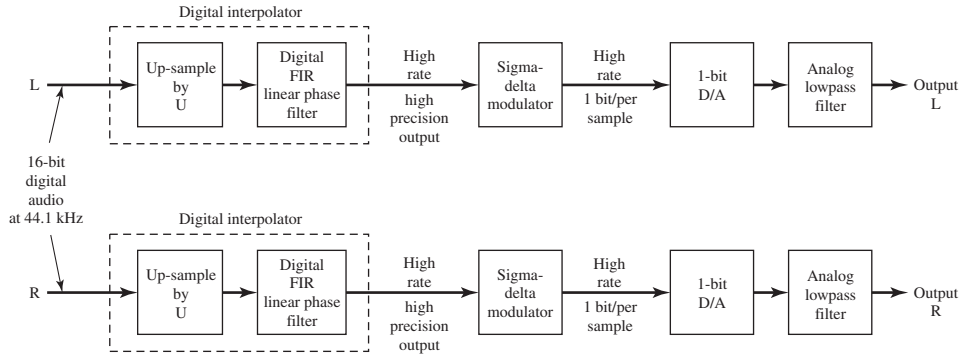 Digital interpolator
L
Up-sample
by
U
Digital
FIR
linear phase
filter
High
rate
high
precision
output
Sigma-
delta
modulator
High
rate
1 bit/per
sample
1-bit
D/A
Analog
lowpass
filter
Output
L
16-bit
digital
audio
at 44.1 kHz
Digital interpolator
R
Up-sample
by
U
Digital
FIR
linear phase
filter
High
rate
high
precision
output
Sigma-
delta
modulator
High
rate
1 bit/per
sample
1-bit
D/A
Analog
lowpass
filter
Output
R